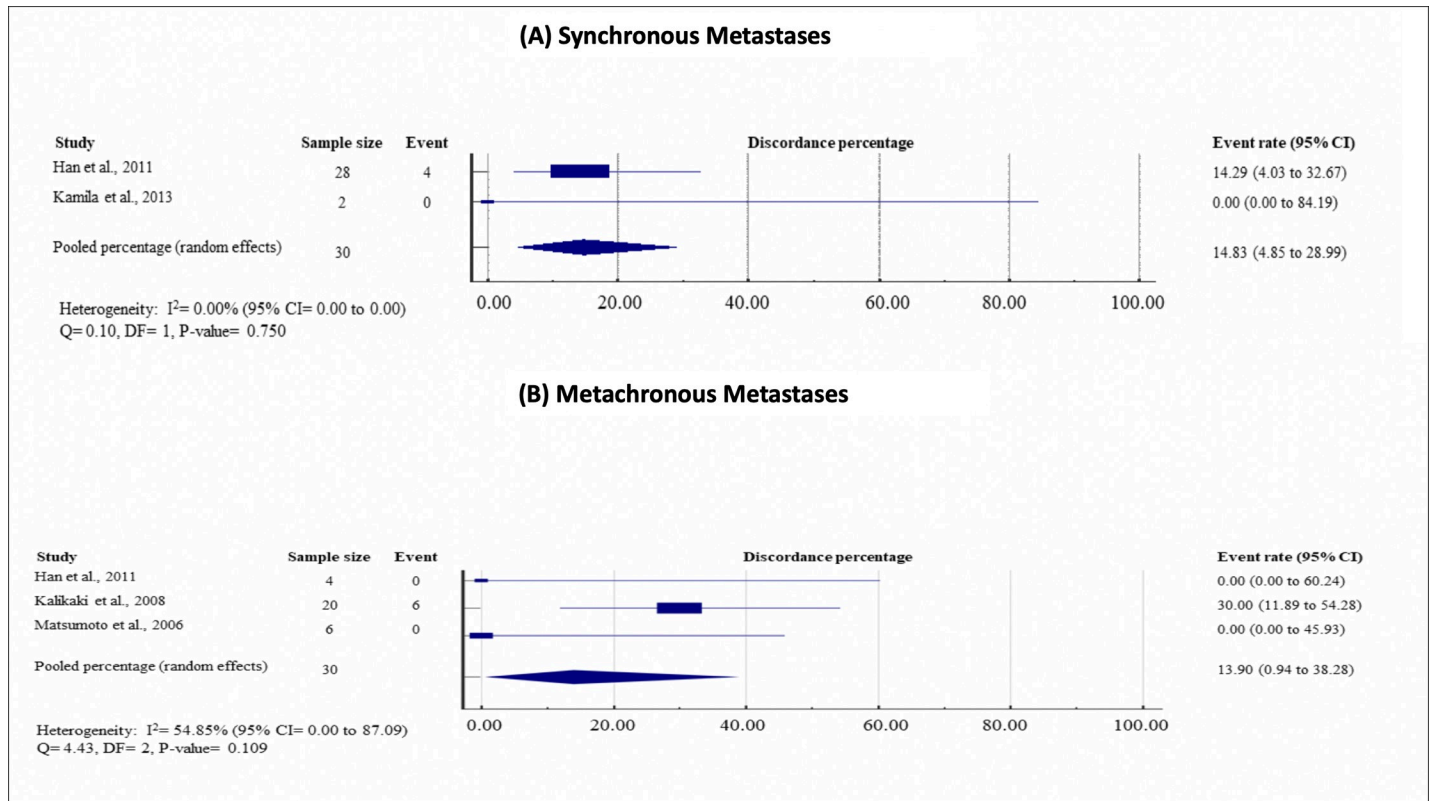 (A) Synchronous Metastases
Study Sample size Event Discordance percentage Event rate (95% CI)
Han et al., 2011 28 4 14.29 (4.03 to 32.67)
Kamila et al., 2013 2 0 0.00 (0.00 to 84.19)
Pooled percentage (random effects) 30 14.83 (4.85 to 28.99)
0.00 20.00 40.00 60.00 80.00 100.00
Heterogeneity: I²= 0.00% (95% CI= 0.00 to 0.00)
Q= 0.10, DF= 1, P-value= 0.750
(B) Metachronous Metastases
Study Sample size Event Discordance percentage Event rate (95% CI)
Han et al., 2011 4 0 0.00 (0.00 to 60.24)
Kalikaki et al., 2008 20 6 30.00 (11.89 to 54.28)
Matsumoto et al., 2006 6 0 0.00 (0.00 to 45.93)
Pooled percentage (random effects) 30 13.90 (0.94 to 38.28)
0.00 20.00 40.00 60.00 80.00 100.00
Heterogeneity: I²= 54.85% (95% CI= 0.00 to 87.09)
Q= 4.43, DF= 2, P-value= 0.109